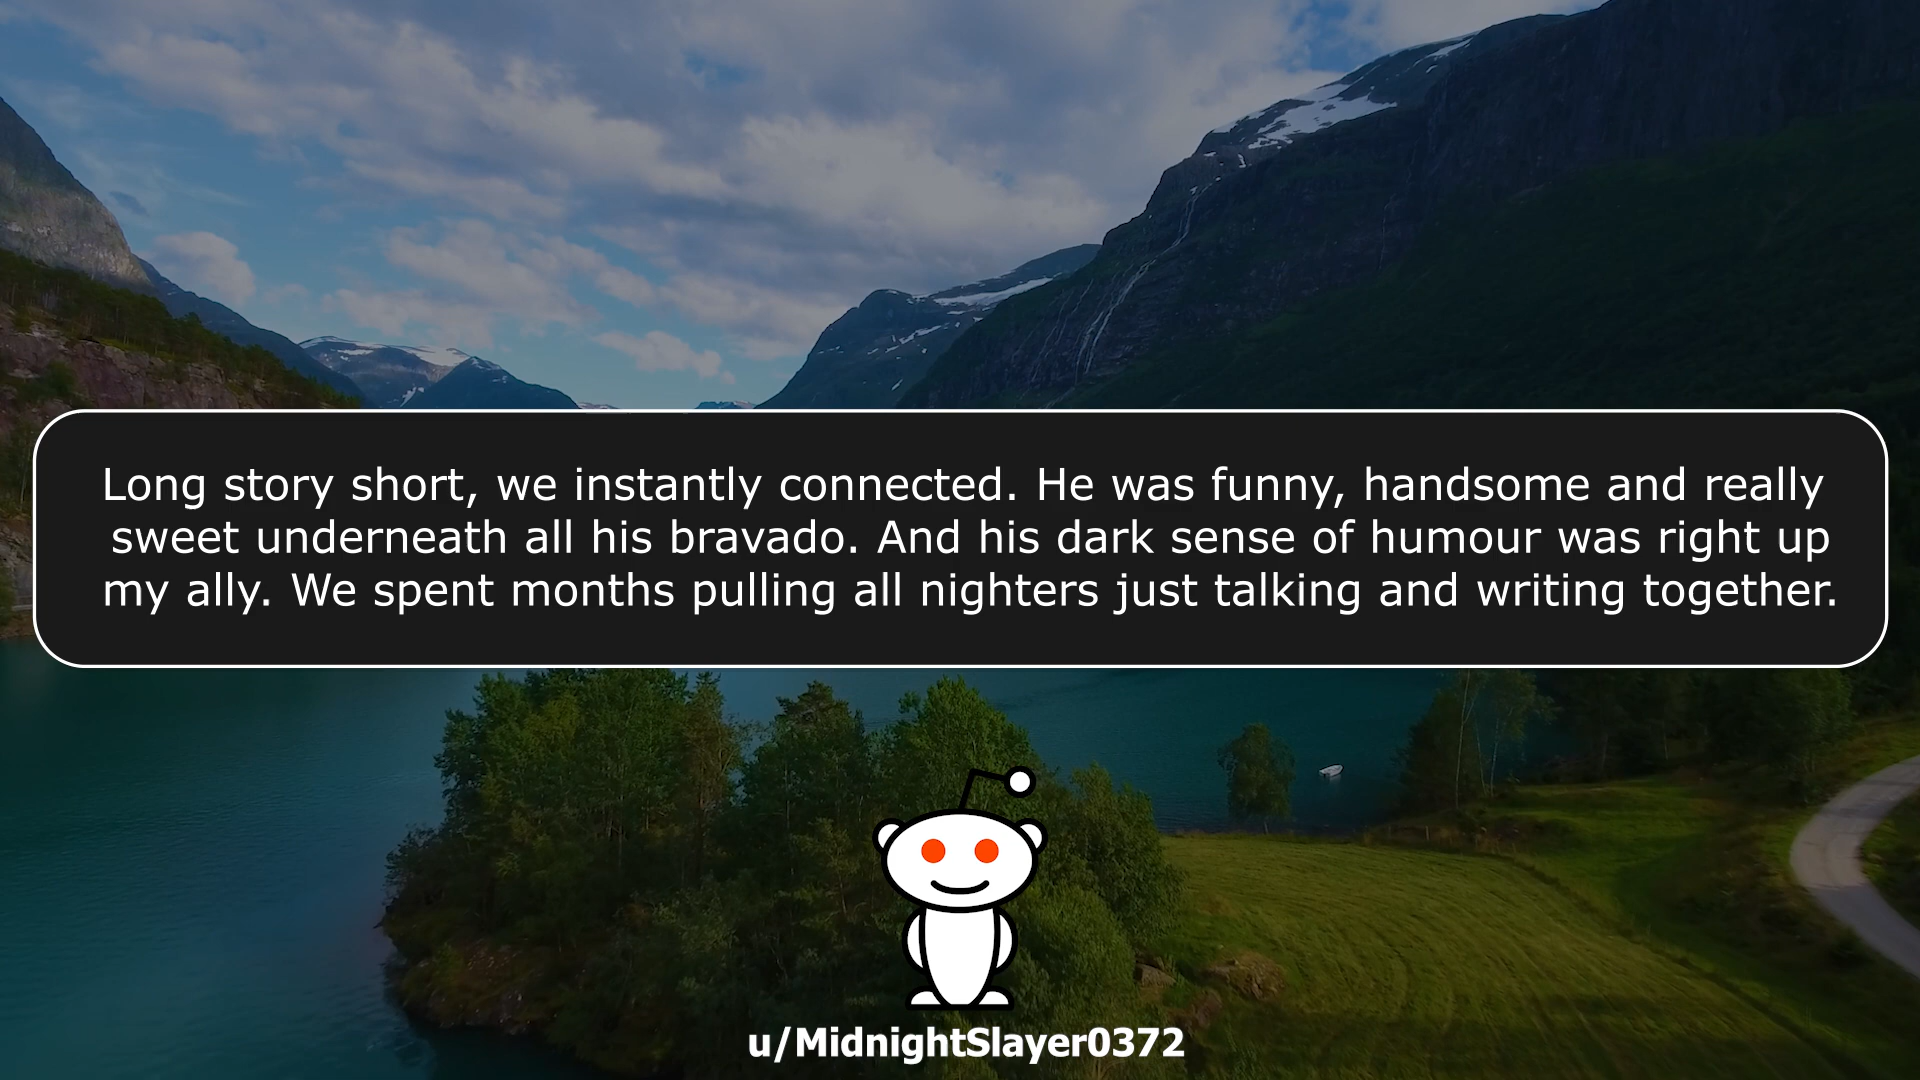 Long story short, we instantly connected. He was funny, handsome and really
sweet underneath all his bravado. And his dark sense of humour was right up
my ally. We spent months pulling all nighters just talking and writing together.
u/MidnightSlayer0372